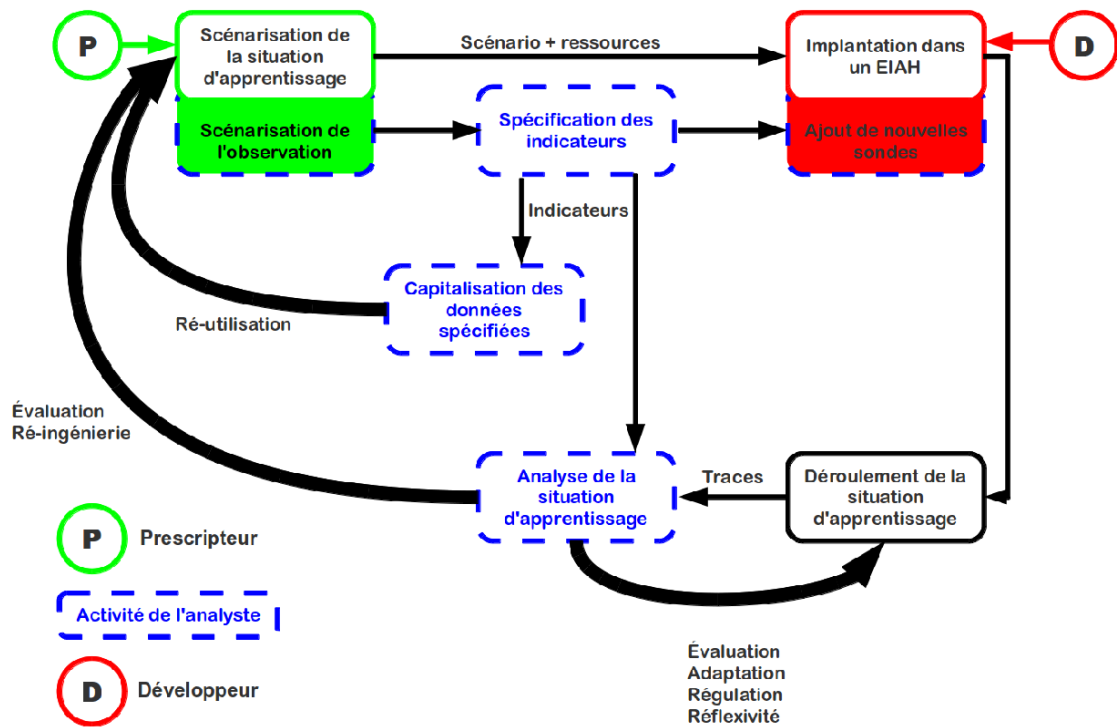 P
Scénarisation de
la situation
d'apprentissage
Scénario + ressources
Implantation dans
un EIAH
D
Scénarisation de
l'observation
Spécification des
indicateurs
Ajout de nouvelles
sondes
Indicateurs
Capitalisation des
données
spécifiées
Ré-utilisation
Évaluation
Ré-ingénierie
Analyse de la
situation
d'apprentissage
Traces
Déroulement de la
situation
d'apprentissage
P
Prescripteur
Activité de l'analyste
D
Développeur
Évaluation
Adaptation
Régulation
Réflexivité